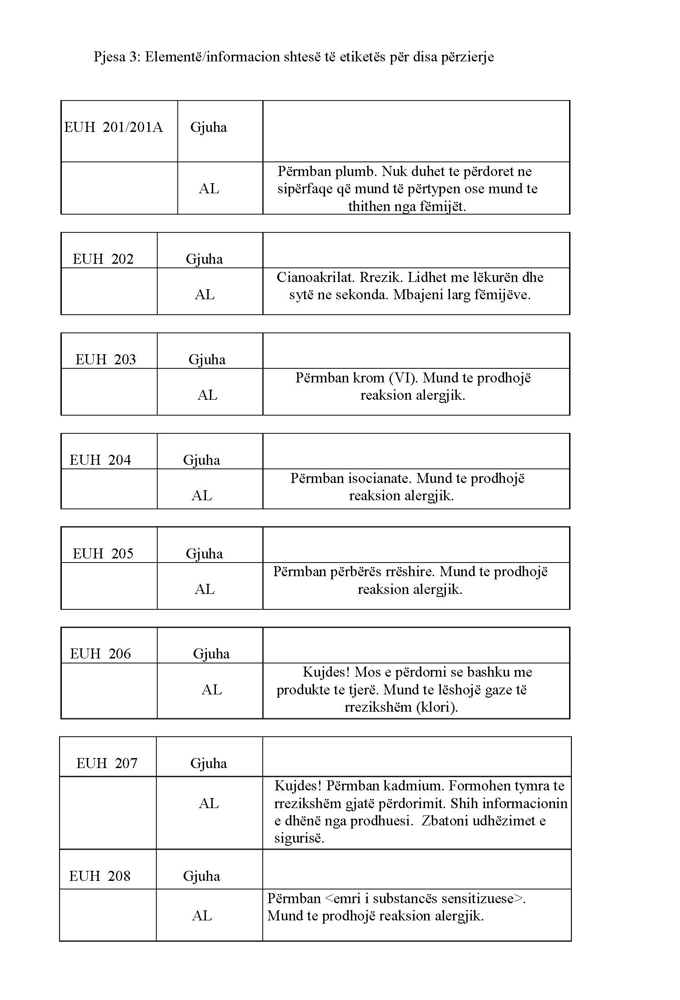 Pjesa 3: Elementë/informacion shtesë të etiketës për disa përzierje
EUH 201/201A Gjuha
Përmban plumb. Nuk duhet te përdoret ne
AL sipërfaqe që mund të përtypen ose mund te
thithen nga fëmijët.
EUH 202 Gjuha
Cianoakrilat. Rrezik. Lidhet me lëkurën dhe
AL sytë ne sekonda. Mbajeni larg fëmijëve.
EUH 203 Gjuha
Përmban krom (VI). Mund te prodhojë
AL reaksion alergjik.
EUH 204 Gjuha
Përmban isocianate. Mund te prodhojë
AL reaksion alergjik.
EUH 205 Gjuha
Përmban përbërës rrëshire. Mund te prodhojë
AL reaksion alergjik.
EUH 206 Gjuha
Kujdes! Mos e përdorni se bashku me
AL produkte te tjerë. Mund te lëshojë gaze të
rrezikshëm (klori).
EUH 207 Gjuha
Kujdes! Përmban kadmium. Formohen tymra te
AL rrezikshëm gjatë përdorimit. Shih informacionin
e dhënë nga prodhuesi. Zbatoni udhëzimet e
sigurisë.
EUH 208 Gjuha
Përmban <emri i substancës sensitizuese>.
AL Mund te prodhojë reaksion alergjik.